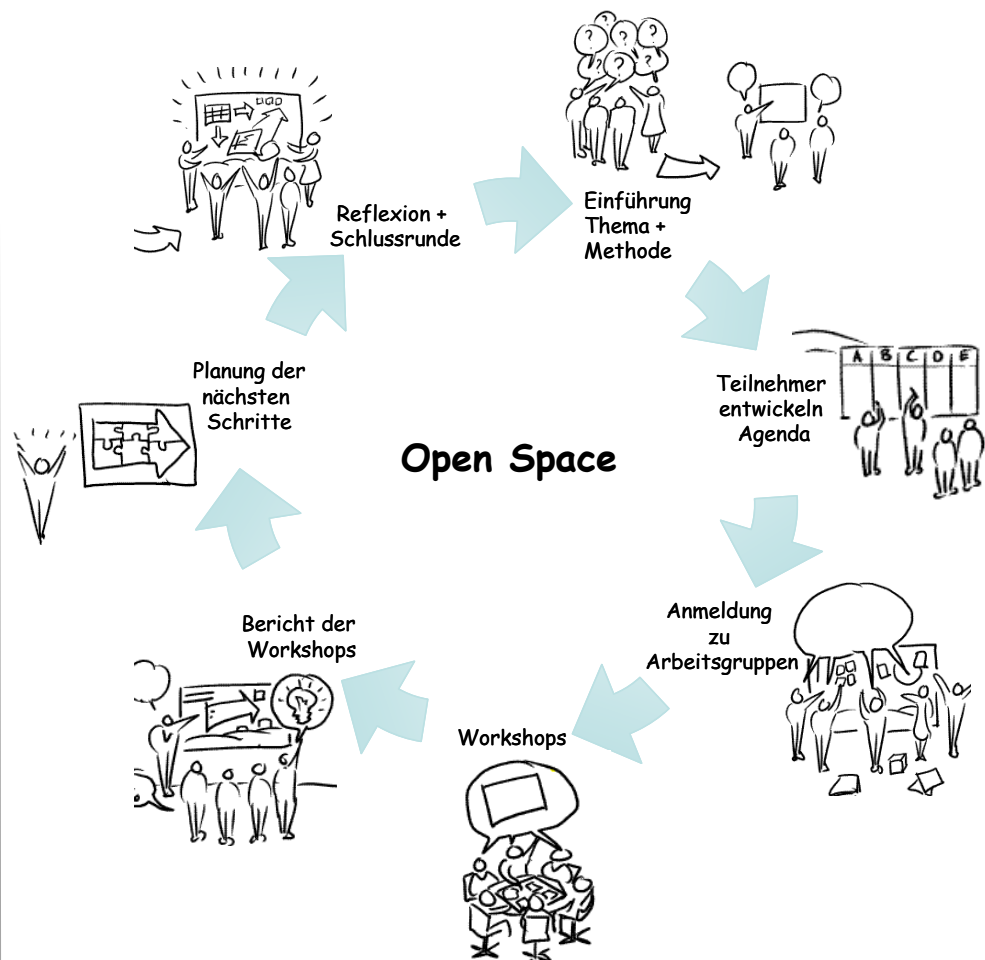 Open Space
Einführung
Thema +
Methode
Teilnehmer
entwickeln
Agenda
A B C D E
Anmeldung
zu
Arbeitsgruppen
Workshops
Bericht der
Workshops
Planung der
nächsten
Schritte
Reflexion +
Schlussrunde
? ? ?
? ? ?
?